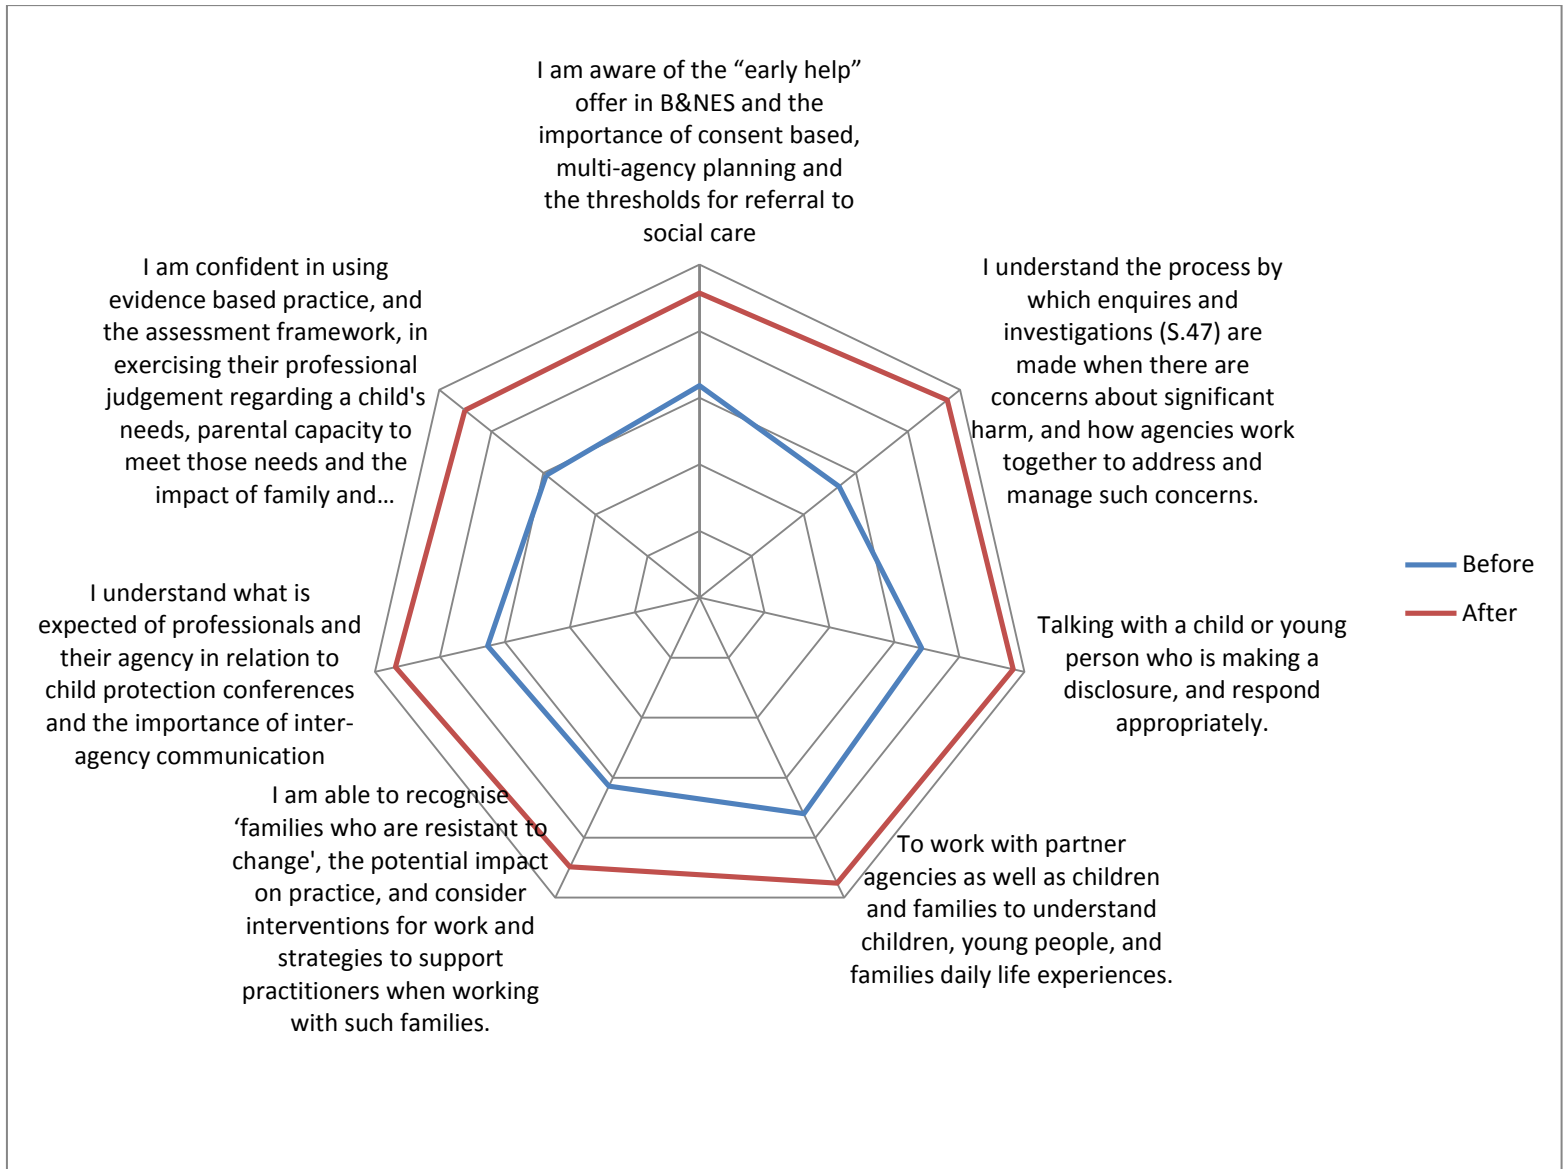 I am aware of the “early help”
offer in B&NES and the
importance of consent based,
multi-agency planning and
the thresholds for referral to
social care
I understand the process by
which enquires and
investigations (S.47) are
made when there are
concerns about significant
harm, and how agencies work
together to address and
manage such concerns.
Talking with a child or young
person who is making a
disclosure, and respond
appropriately.
To work with partner
agencies as well as children
and families to understand
children, young people, and
families daily life experiences.
I am able to recognise
‘families who are resistant to
change', the potential impact
on practice, and consider
interventions for work and
strategies to support
practitioners when working
with such families.
I understand what is
expected of professionals and
their agency in relation to
child protection conferences
and the importance of inter-
agency communication
I am confident in using
evidence based practice, and
the assessment framework, in
exercising their professional
judgement regarding a child's
needs, parental capacity to
meet those needs and the
impact of family and…
Before
After